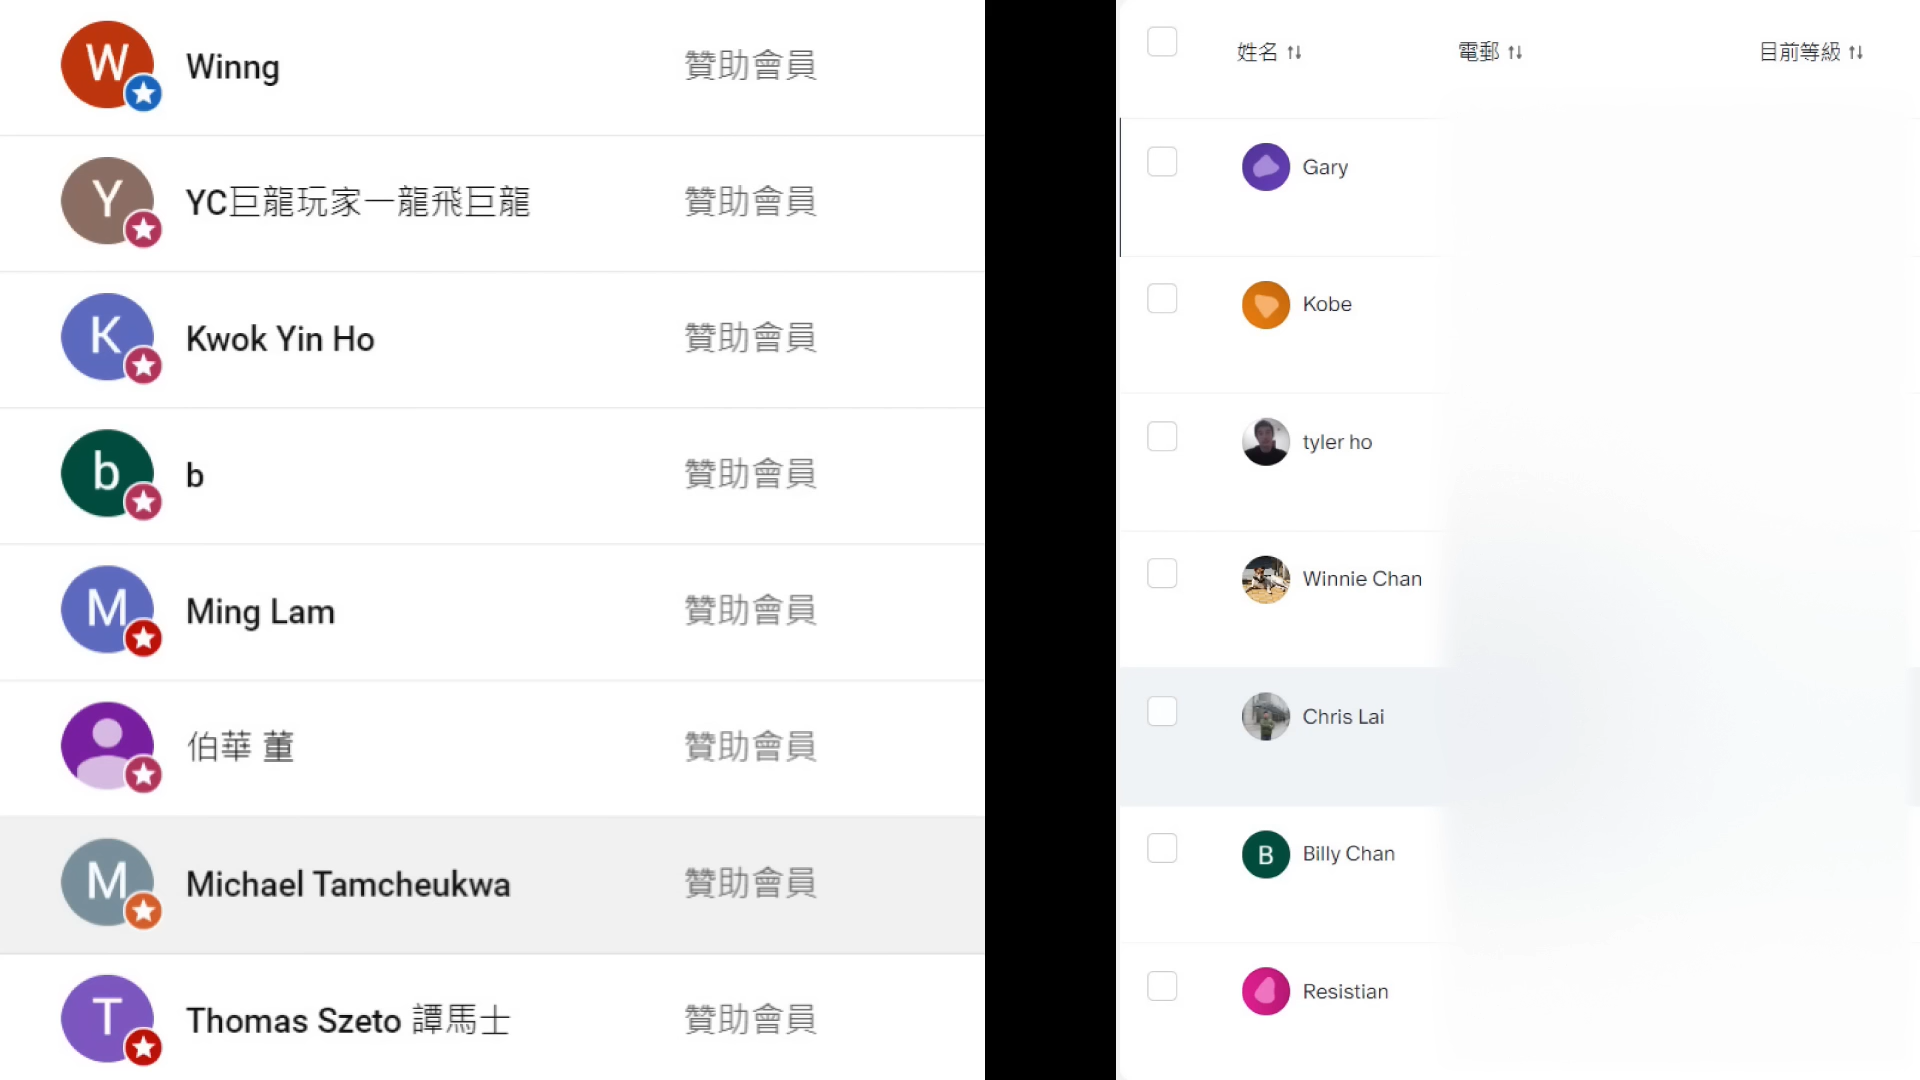 W Winng 贊助會員
Y YC巨龍玩家一龍飛巨龍 贊助會員
K Kwok Yin Ho 贊助會員
b b 贊助會員
M Ming Lam 贊助會員
伯華 董 贊助會員
M Michael Tamcheukwa 贊助會員
T Thomas Szeto 譚馬士 贊助會員
姓名 ↑↓ 電郵 ↑↓ 目前等級 ↑↓
Gary
Kobe
tyler ho
Winnie Chan
Chris Lai
B Billy Chan
Resistian